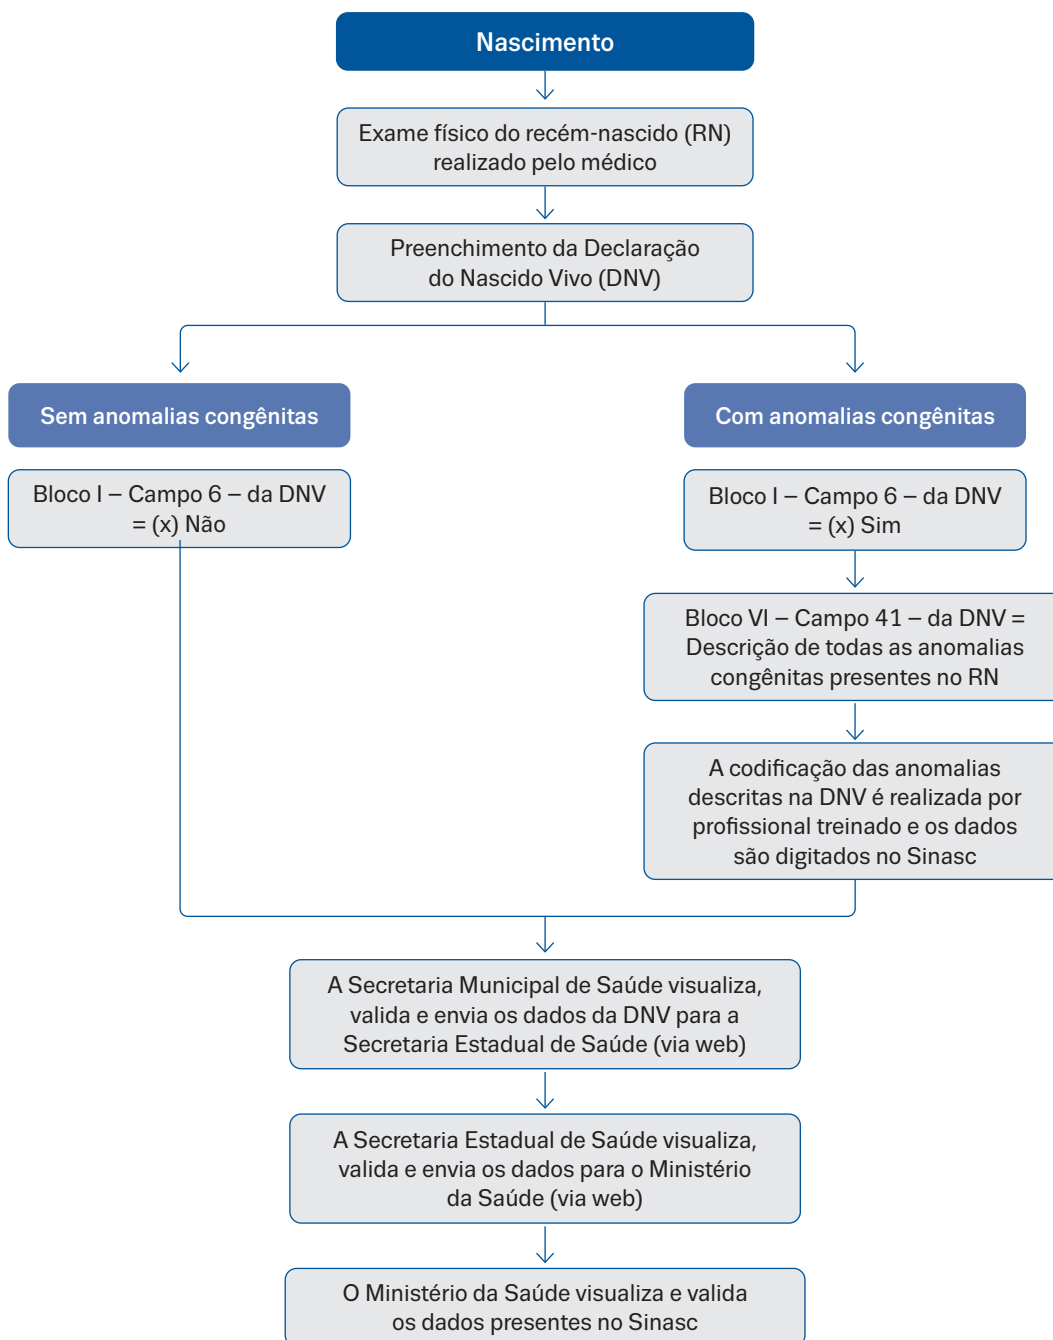 Nascimento
Exame físico do recém-nascido (RN)
realizado pelo médico
Preenchimento da Declaração
do Nascido Vivo (DNV)
Sem anomalias congênitas
Bloco I – Campo 6 – da DNV
= (x) Não
Com anomalias congênitas
Bloco I – Campo 6 – da DNV
= (x) Sim
Bloco VI – Campo 41 – da DNV =
Descrição de todas as anomalias
congênitas presentes no RN
A codificação das anomalias
descritas na DNV é realizada por
profissional treinado e os dados
são digitados no Sinasc
A Secretaria Municipal de Saúde visualiza,
valida e envia os dados da DNV para a
Secretaria Estadual de Saúde (via web)
A Secretaria Estadual de Saúde visualiza,
valida e envia os dados para o Ministério
da Saúde (via web)
O Ministério da Saúde visualiza e valida
os dados presentes no Sinasc